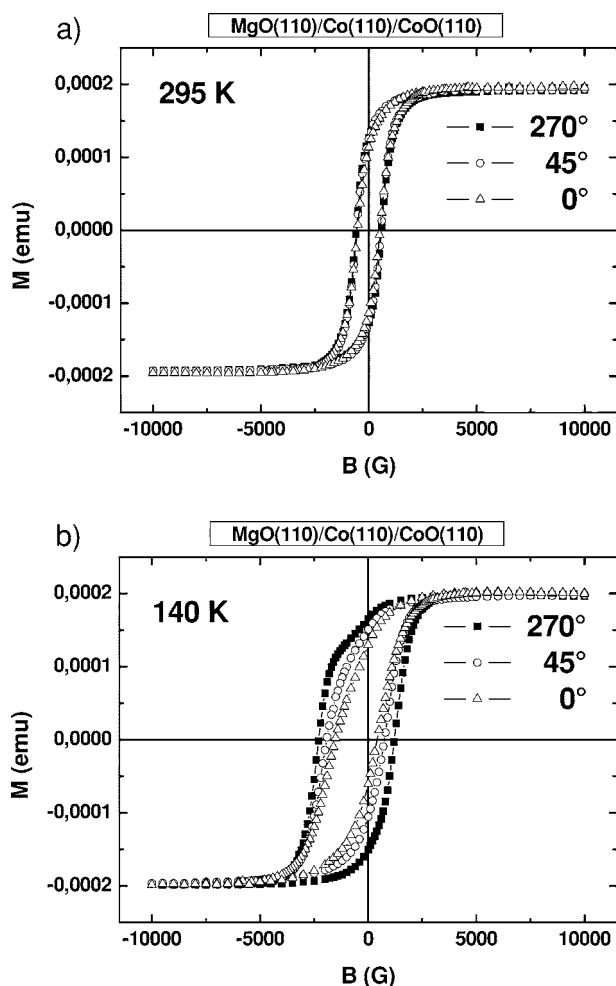 a)
MgO(110)/Co(110)/CoO(110)
295 K
0,0002
0,0001
0,0000
-0,0001
-0,0002
M (emu)
270°
45°
0°
-10000 -5000 0 5000 10000
B (G)
b)
MgO(110)/Co(110)/CoO(110)
140 K
0,0002
0,0001
0,0000
-0,0001
-0,0002
M (emu)
270°
45°
0°
-10000 -5000 0 5000 10000
B (G)